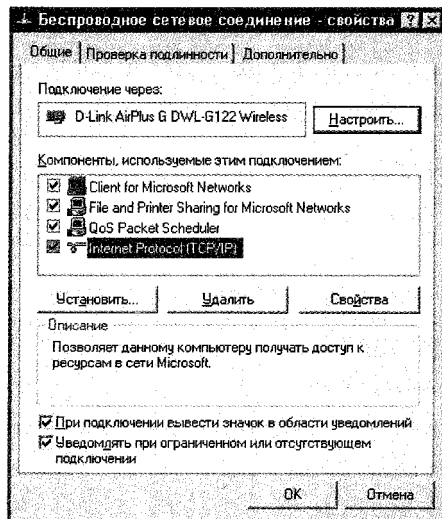 Беспроводное сетевое соединение - свойства
Общие Проверка подлинности Дополнительно
Подключение через:
D-Link AirPlus G DWL-G122 Wireless Настроить...
Компоненты, используемые этим подключением:
Client for Microsoft Networks
File and Printer Sharing for Microsoft Networks
QoS Packet Scheduler
Internet Protocol (TCP/IP)
Установить... Удалить Свойства
Описание
Позволяет данному компьютеру получать доступ к
ресурсам в сети Microsoft.
При подключении вывести значок в области уведомлений
Уведомлять при ограниченном или отсутствующем
подключении
OK Отмена